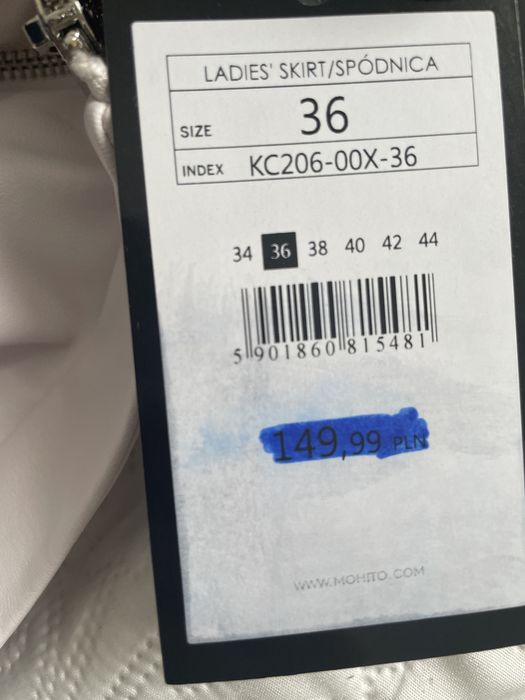 LADIES' SKIRT/SPÓDNICA
SIZE 36
INDEX KC206-00X-36
34 36 38 40 42 44
5 901860 815481
149,99 PLN
WWW.MOHITO.COM